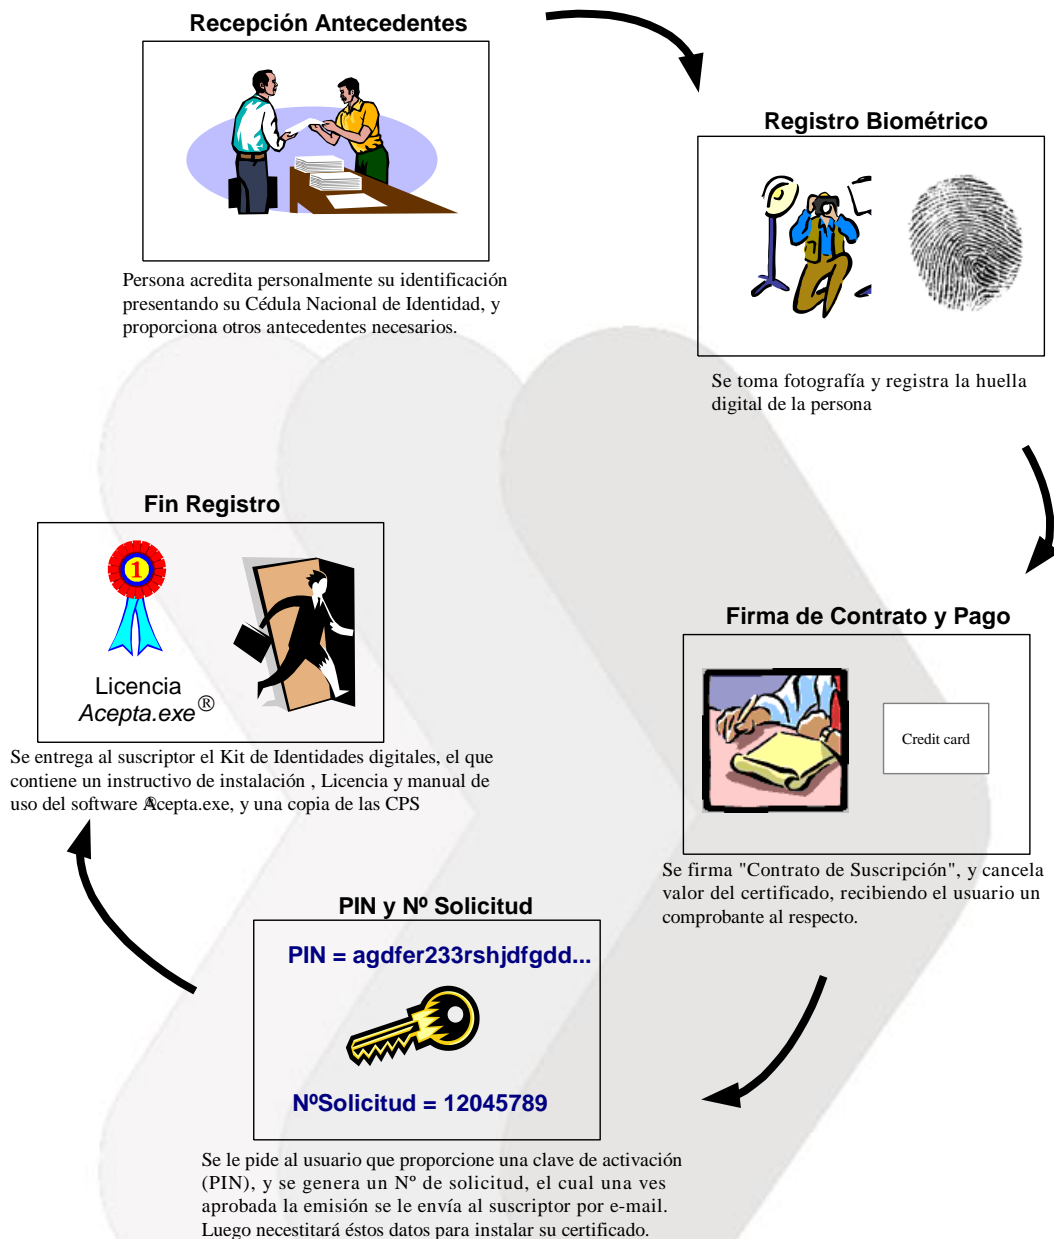 Recepción Antecedentes
Persona acredita personalmente su identificación
presentando su Cédula Nacional de Identidad, y
proporciona otros antecedentes necesarios.
Registro Biométrico
Se toma fotografía y registra la huella
digital de la persona
Firma de Contrato y Pago
Credit card
Se firma "Contrato de Suscripción", y cancela
valor del certificado, recibiendo el usuario un
comprobante al respecto.
PIN y Nº Solicitud
PIN = agdfer233rshjdfgdd...
NºSolicitud = 12045789
Se le pide al usuario que proporcione una clave de activación
(PIN), y se genera un Nº de solicitud, el cual una ves
aprobada la emisión se le envía al suscriptor por e-mail.
Luego necestitará éstos datos para instalar su certificado.
Fin Registro
1
Licencia
Acepta.exe®
Se entrega al suscriptor el Kit de Identidades digitales, el que
contiene un instructivo de instalación , Licencia y manual de
uso del software Acepta.exe®, y una copia de las CPS